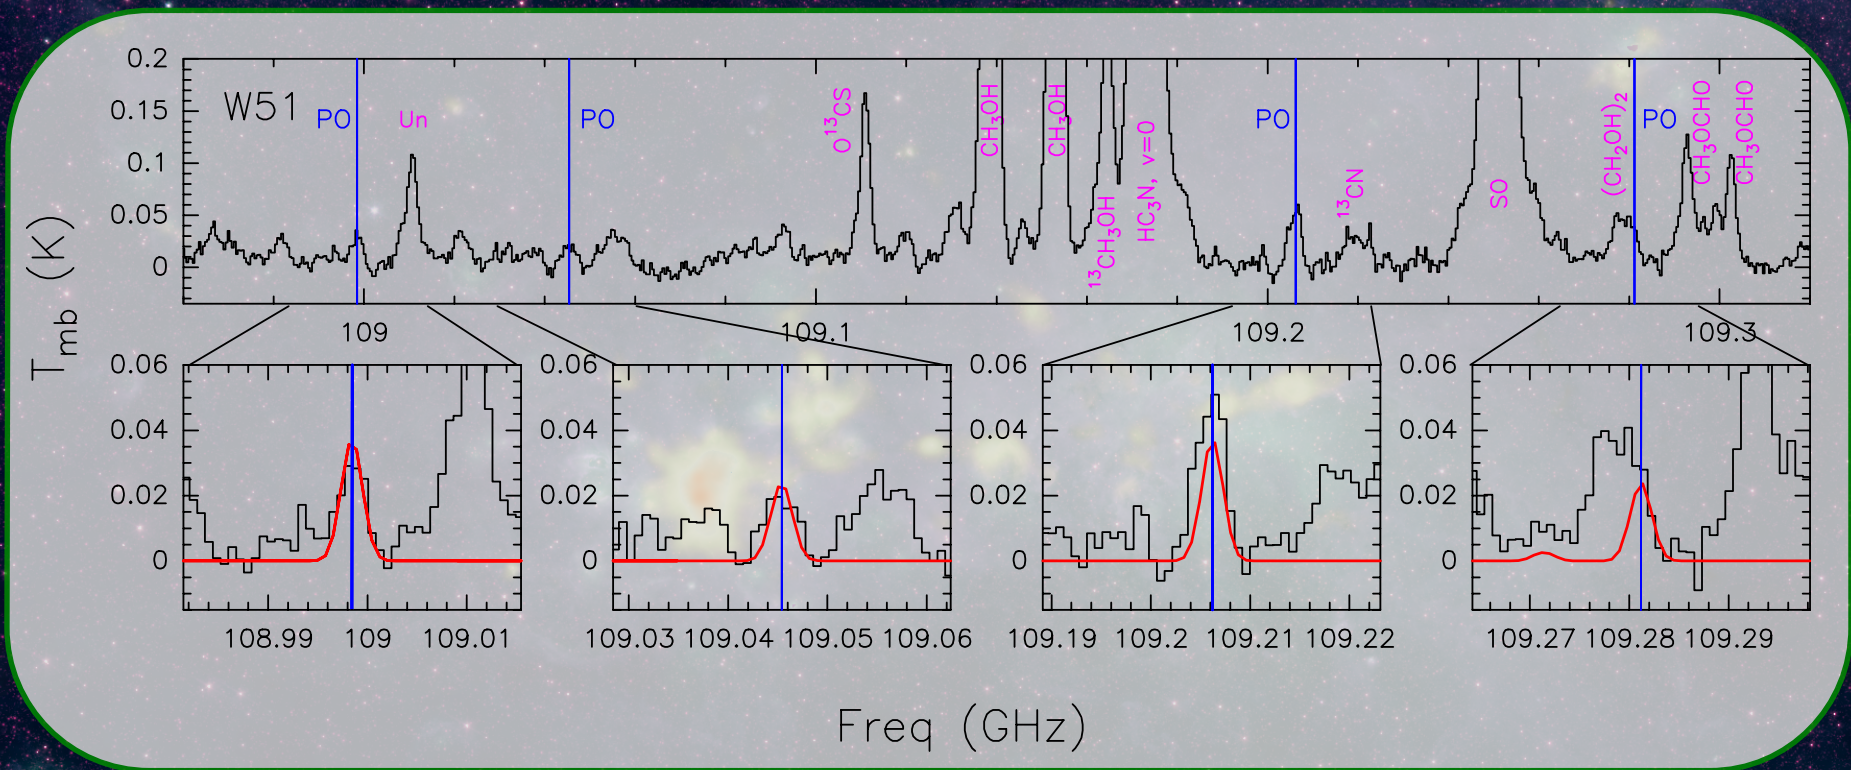 0.2
0.15
0.1
0.05
0
W51
PO
Un
PO
O¹³CS
CH₃OH
CH₃OH
¹³CH₃OH
HC₃N, v=0
PO
¹³CN
SO
(CH₂OH)₂
PO
CH₃OCHO
CH₃OCHO
T_mb (K)
109
109.1
109.2
109.3
0.06
0.04
0.02
0
108.99
109
109.01
0.06
0.04
0.02
0
109.03
109.04
109.05
109.06
0.06
0.04
0.02
0
109.19
109.2
109.21
109.22
0.06
0.04
0.02
0
109.27
109.28
109.29
Freq (GHz)